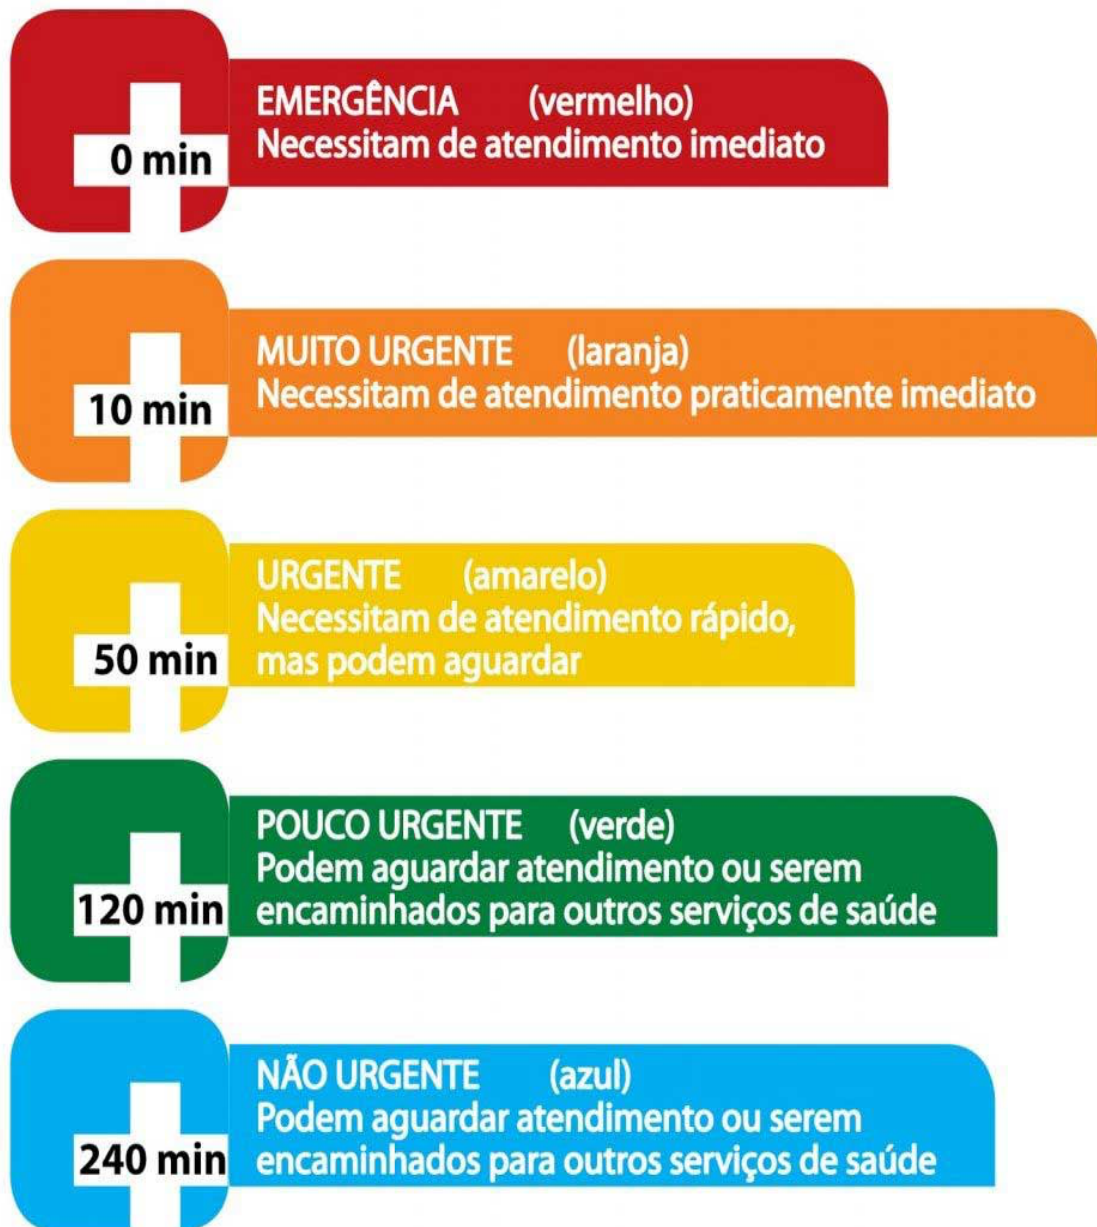 EMERGÊNCIA (vermelho)
Necessitam de atendimento imediato
0 min
MUITO URGENTE (laranja)
Necessitam de atendimento praticamente imediato
10 min
URGENTE (amarelo)
Necessitam de atendimento rápido,
mas podem aguardar
50 min
POUCO URGENTE (verde)
Podem aguardar atendimento ou serem
encaminhados para outros serviços de saúde
120 min
NÃO URGENTE (azul)
Podem aguardar atendimento ou serem
encaminhados para outros serviços de saúde
240 min